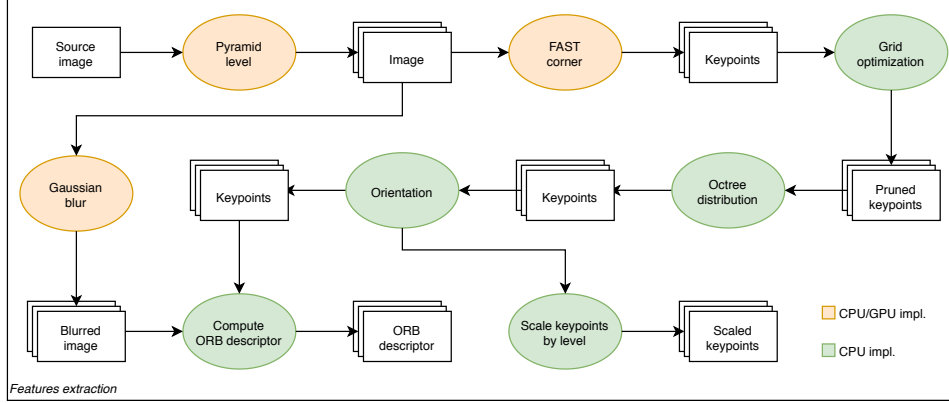 Source
image
Pyramid
level
Image
FAST
corner
Keypoints
Grid
optimization
Gaussian
blur
Keypoints
Orientation
Keypoints
Octree
distribution
Pruned
keypoints
Blurred
image
Compute
ORB descriptor
ORB
descriptor
Scale keypoints
by level
Scaled
keypoints
CPU/GPU impl.
CPU impl.
Features extraction